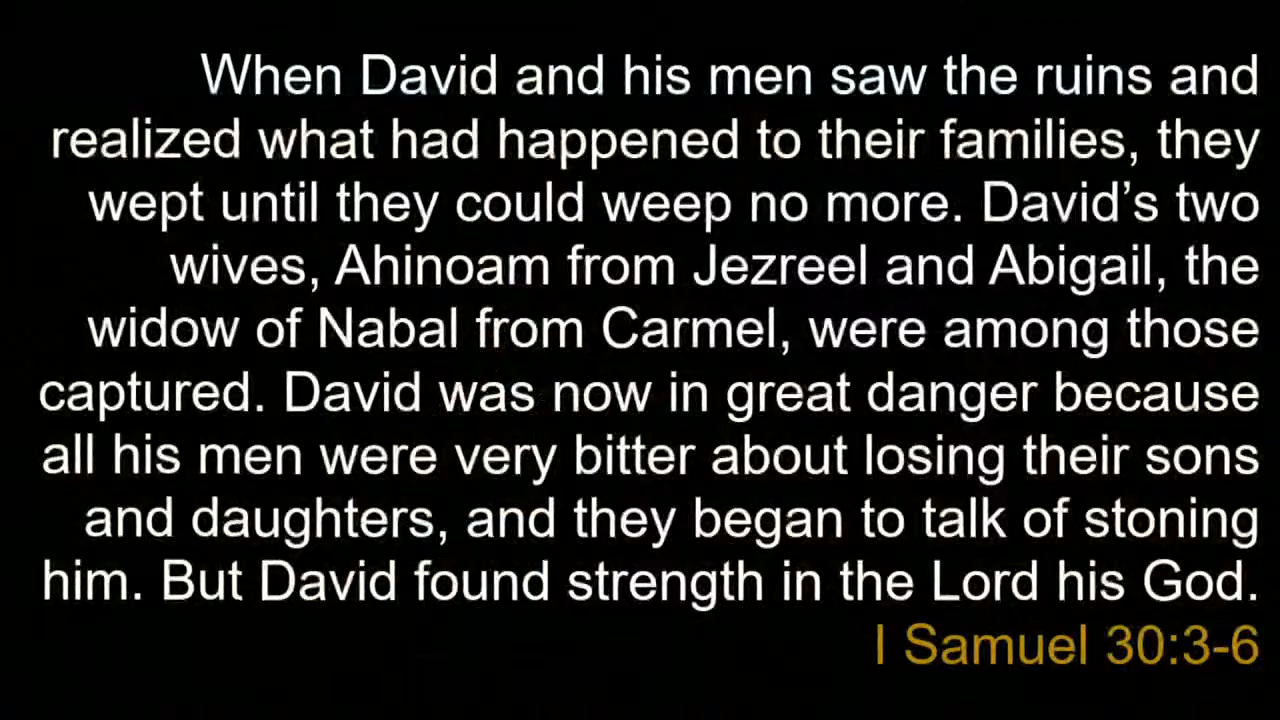 When David and his men saw the ruins and
realized what had happened to their families, they
wept until they could weep no more. David’s two
wives, Ahinoam from Jezreel and Abigail, the
widow of Nabal from Carmel, were among those
captured. David was now in great danger because
all his men were very bitter about losing their sons
and daughters, and they began to talk of stoning
him. But David found strength in the Lord his God.
I Samuel 30:3-6